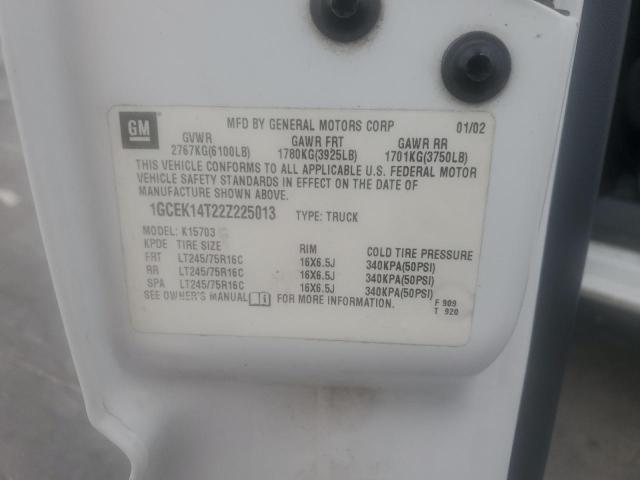 GM
MFD BY GENERAL MOTORS CORP 01/02
GVWR GAWR FRT GAWR RR
2767KG(6100LB) 1780KG(3925LB) 1701KG(3750LB)
THIS VEHICLE CONFORMS TO ALL APPLICABLE U.S. FEDERAL MOTOR
VEHICLE SAFETY STANDARDS IN EFFECT ON THE DATE OF
MANUFACTURE SHOWN ABOVE.
1GCEK14T22Z225013 TYPE: TRUCK
MODEL: K15703
KPDE TIRE SIZE RIM COLD TIRE PRESSURE
FRT LT245/75R16C 16X6.5J 340KPA(50PSI)
RR LT245/75R16C 16X6.5J 340KPA(50PSI)
SPA LT245/75R16C 16X6.5J 340KPA(50PSI)
SEE OWNER'S MANUAL FOR MORE INFORMATION.
F 909
T 920